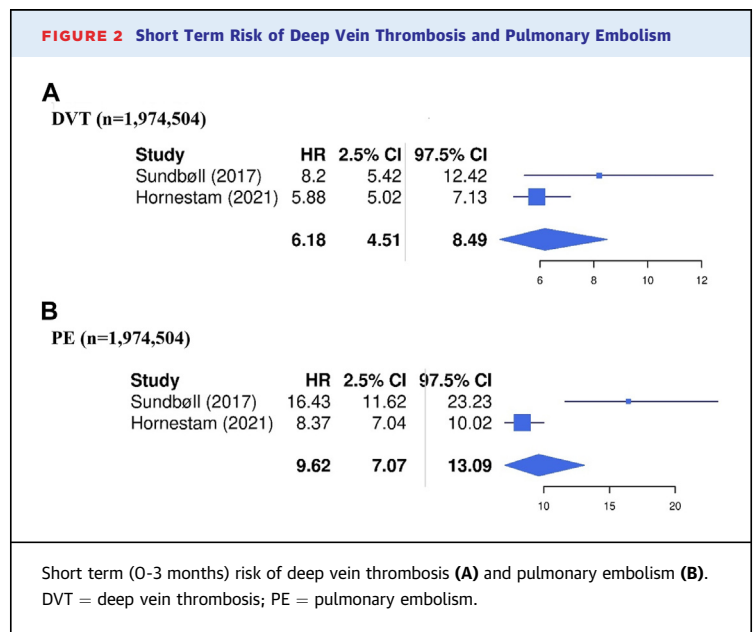 FIGURE 2 Short Term Risk of Deep Vein Thrombosis and Pulmonary Embolism
A
DVT (n=1,974,504)
Study HR 2.5% CI 97.5% CI
Sundbøll (2017) 8.2 5.42 12.42
Hornestam (2021) 5.88 5.02 7.13
6.18 4.51 8.49
6 8 10 12
B
PE (n=1,974,504)
Study HR 2.5% CI 97.5% CI
Sundbøll (2017) 16.43 11.62 23.23
Hornestam (2021) 8.37 7.04 10.02
9.62 7.07 13.09
10 15 20
Short term (0-3 months) risk of deep vein thrombosis (A) and pulmonary embolism (B).
DVT = deep vein thrombosis; PE = pulmonary embolism.